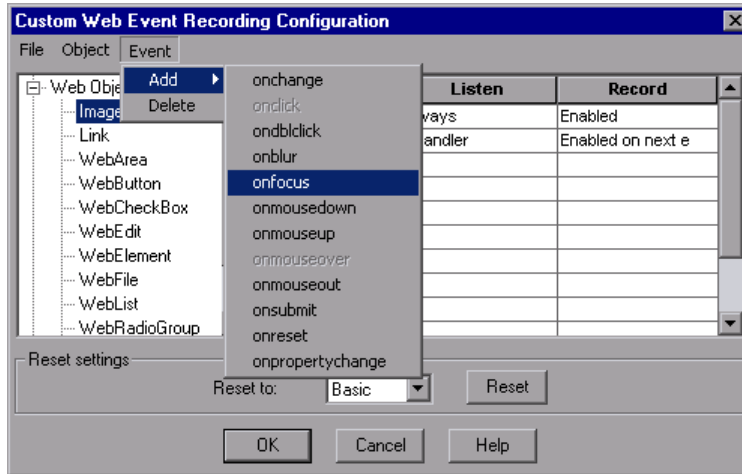 Custom Web Event Recording Configuration
File Object Event
Add
Delete
onchange
onclick
ondblclick
onblur
onfocus
onmousedown
onmouseup
onmouseover
onmouseout
onsubmit
onreset
onpropertychange
Web Obje
Image
Link
WebArea
WebButton
WebCheckBox
WebEdit
WebElement
WebFile
WebList
WebRadioGroup
Listen Record
ways Enabled
andler Enabled on next e
Reset settings
Reset to: Basic Reset
OK Cancel Help